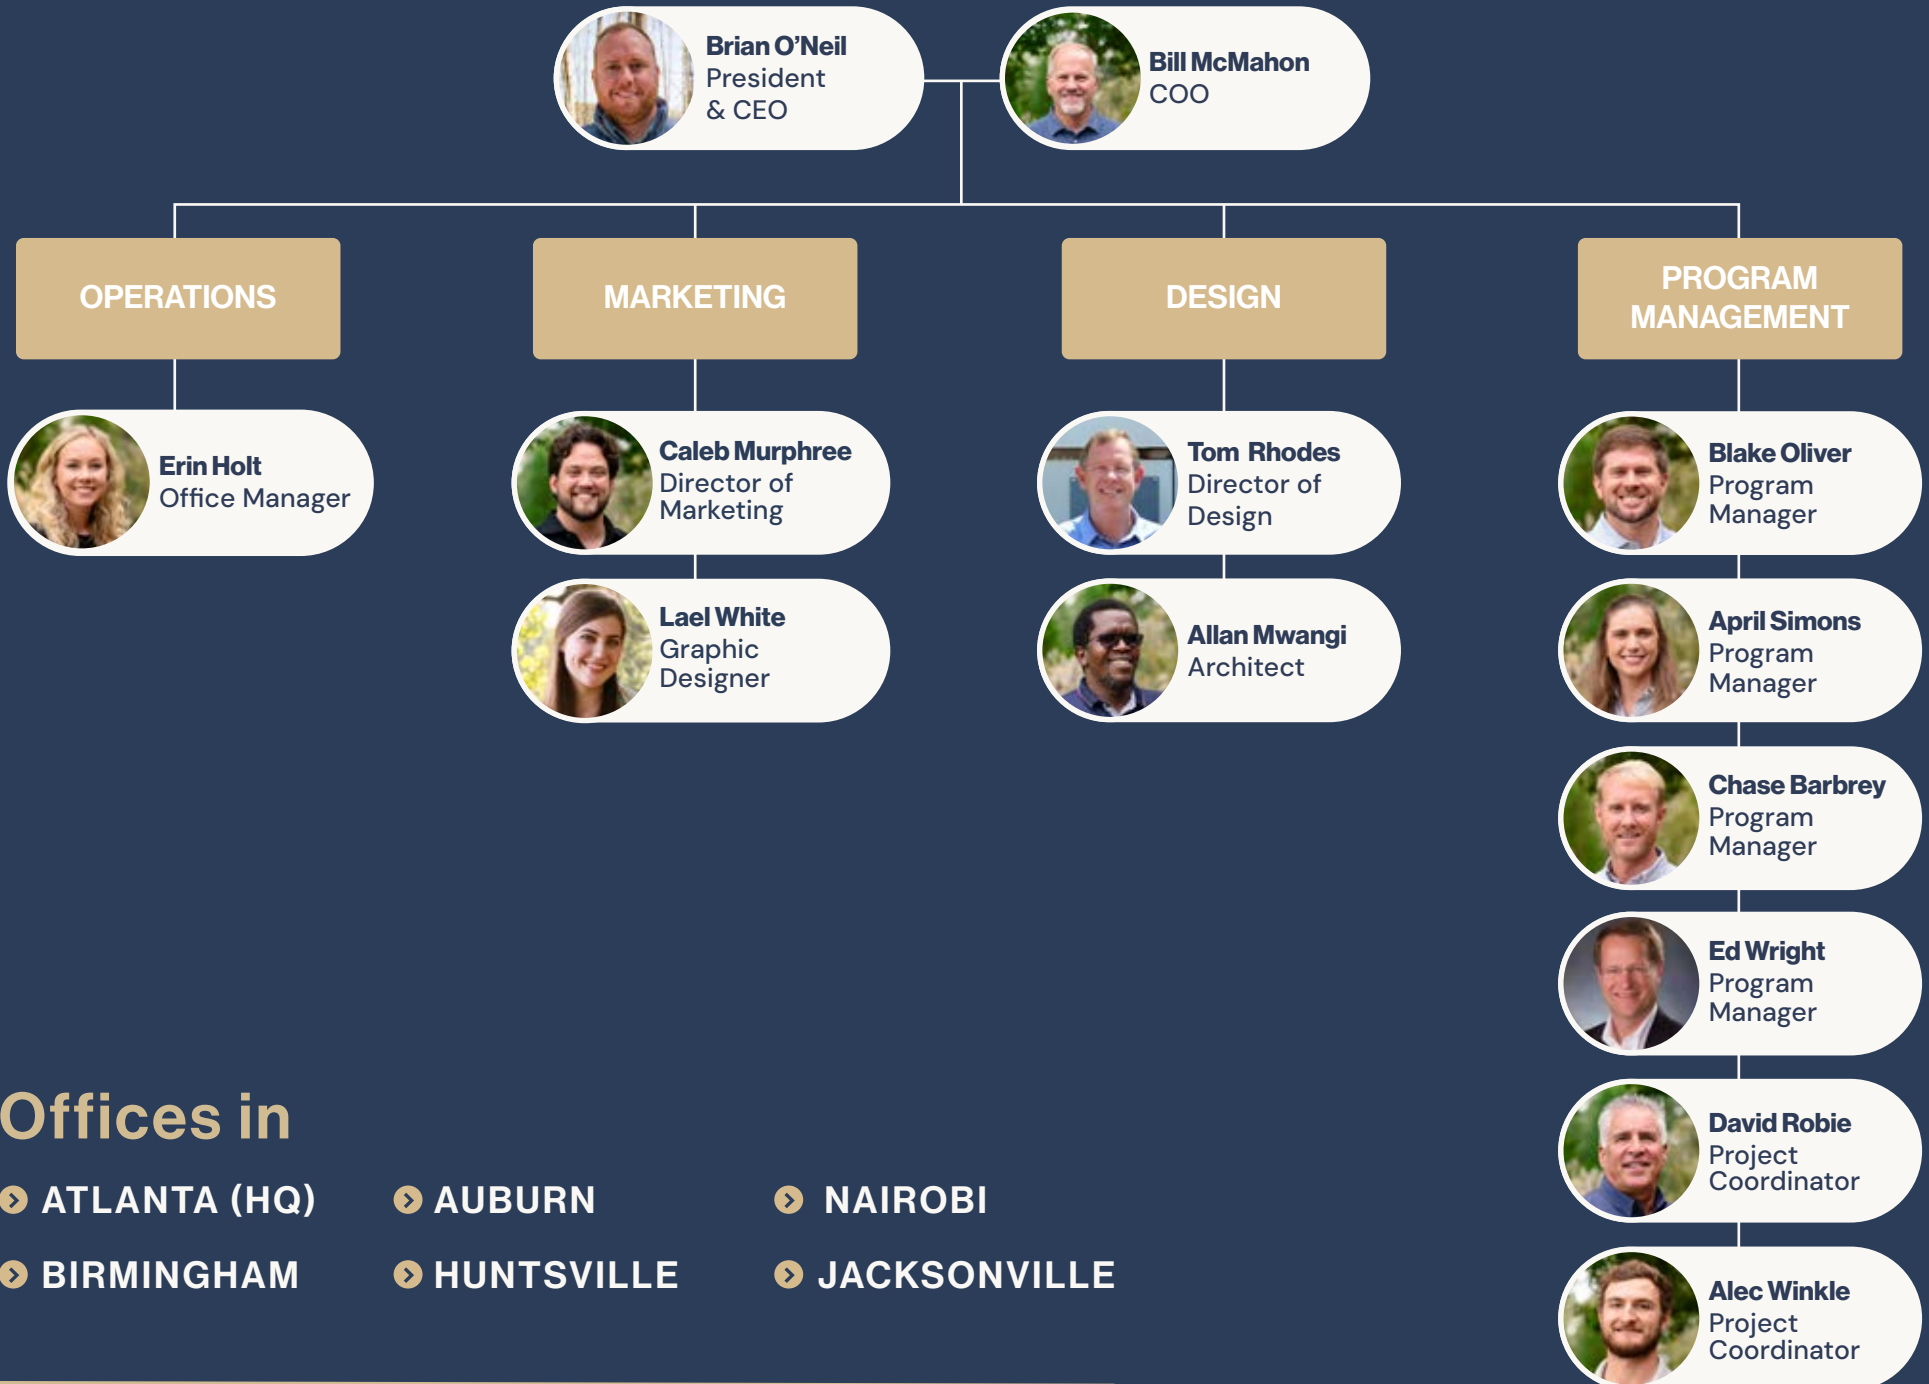 Brian O’Neil
President
& CEO
Bill McMahon
COO
OPERATIONS
MARKETING
DESIGN
PROGRAM
MANAGEMENT
Erin Holt
Office Manager
Caleb Murphree
Director of
Marketing
Lael White
Graphic
Designer
Tom Rhodes
Director of
Design
Allan Mwangi
Architect
Blake Oliver
Program
Manager
April Simons
Program
Manager
Chase Barbrey
Program
Manager
Ed Wright
Program
Manager
David Robie
Project
Coordinator
Alec Winkle
Project
Coordinator
Offices in
ATLANTA (HQ)
AUBURN
NAIROBI
BIRMINGHAM
HUNTSVILLE
JACKSONVILLE